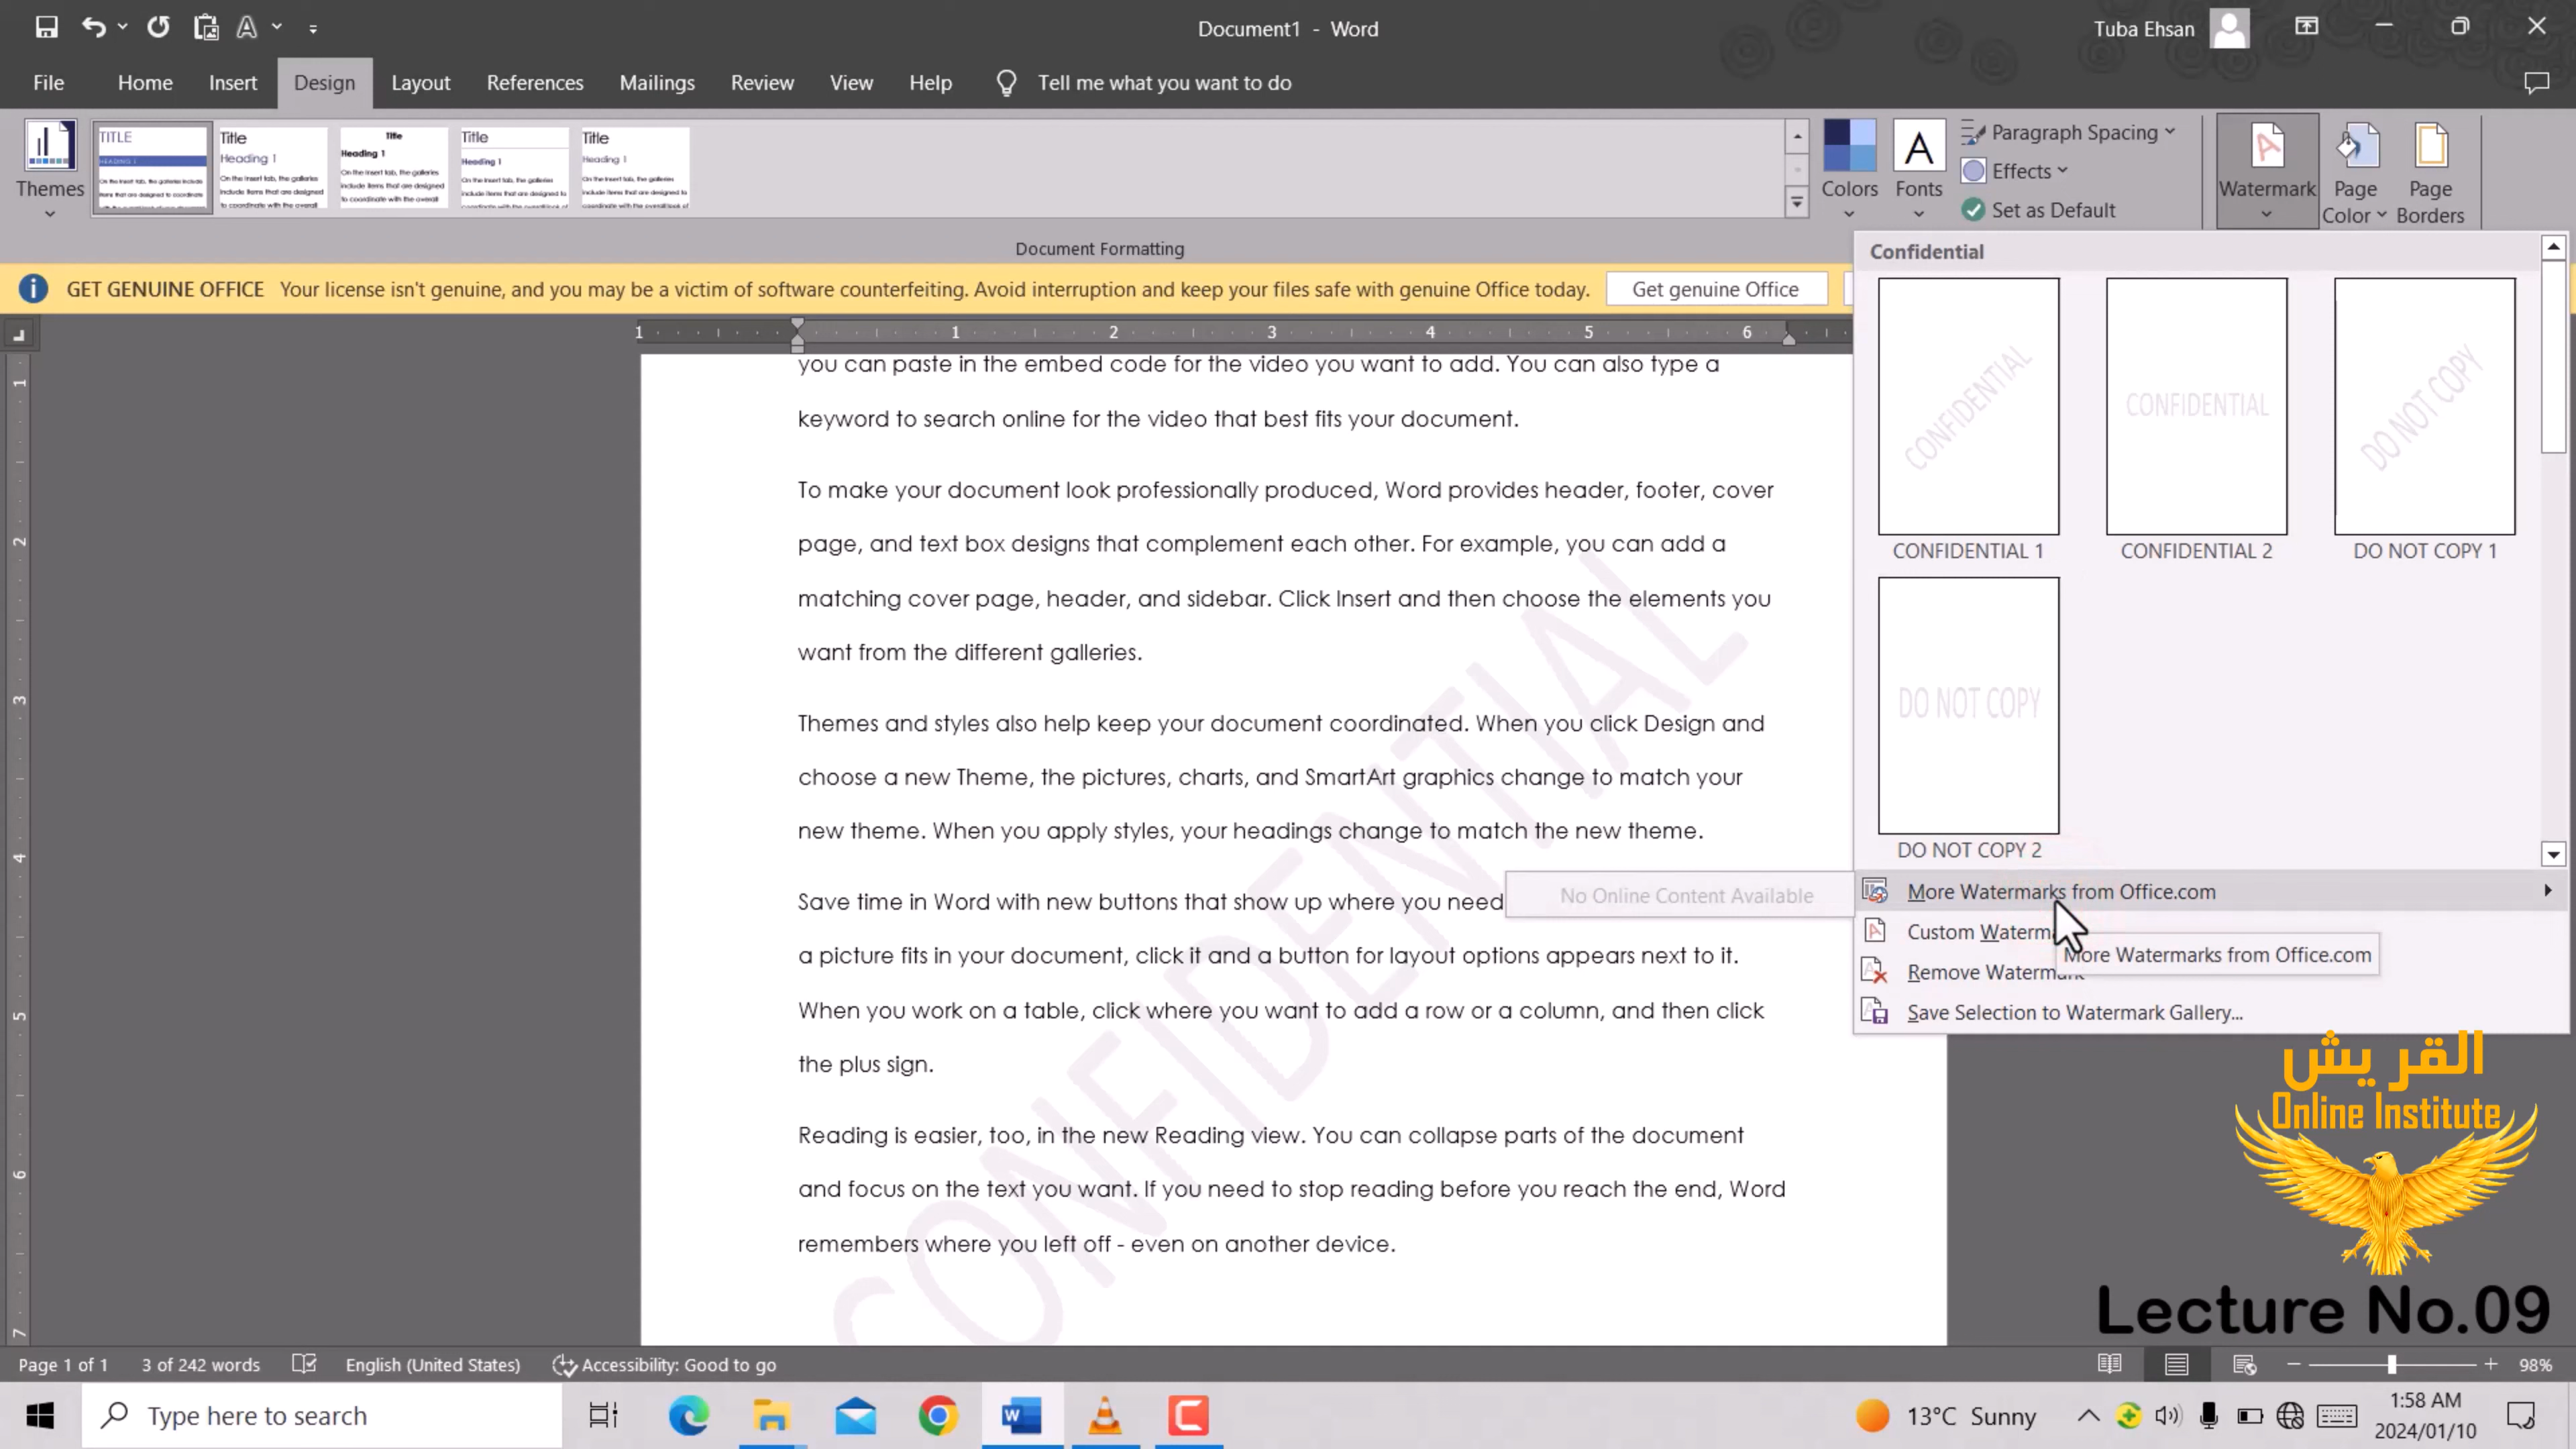 Document1 - Word
Tuba Ehsan
File Home Insert Design Layout References Mailings Review View Help Tell me what you want to do
Themes
TITLE
HEADING 1
Title
Heading 1
Title
Heading 1
Title
Heading 1
Title
Heading 1
Colors
Fonts
Paragraph Spacing
Effects
Set as Default
Watermark
Page Color
Page Borders
Document Formatting
GET GENUINE OFFICE Your license isn't genuine, and you may be a victim of software counterfeiting. Avoid interruption and keep your files safe with genuine Office today. Get genuine Office
1 1 2 3 4 5 6
1
2
3
4
5
6
7
you can paste in the embed code for the video you want to add. You can also type a
keyword to search online for the video that best fits your document.
To make your document look professionally produced, Word provides header, footer, cover
page, and text box designs that complement each other. For example, you can add a
matching cover page, header, and sidebar. Click Insert and then choose the elements you
want from the different galleries.
Themes and styles also help keep your document coordinated. When you click Design and
choose a new Theme, the pictures, charts, and SmartArt graphics change to match your
new theme. When you apply styles, your headings change to match the new theme.
Save time in Word with new buttons that show up where you need
a picture fits in your document, click it and a button for layout options appears next to it.
When you work on a table, click where you want to add a row or a column, and then click
the plus sign.
Reading is easier, too, in the new Reading view. You can collapse parts of the document
and focus on the text you want. If you need to stop reading before you reach the end, Word
remembers where you left off - even on another device.
CONFIDENTIAL
Confidential
CONFIDENTIAL
CONFIDENTIAL
DO NOT COPY
CONFIDENTIAL 1
CONFIDENTIAL 2
DO NOT COPY 1
DO NOT COPY
DO NOT COPY 2
No Online Content Available
More Watermarks from Office.com
Custom
More Watermarks from Office.com
Remove Watermark
Save Selection to Watermark Gallery...
القریش
Online Institute
Lecture No.09
Page 1 of 1 3 of 242 words English (United States) Accessibility: Good to go
98%
Type here to search
13°C Sunny
1:58 AM
2024/01/10